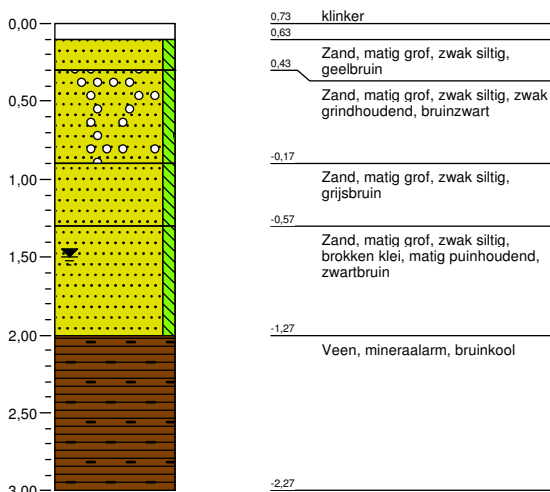 0,00
0,50
1,00
1,50
2,00
2,50
3,00
0,73 klinker
0,63
Zand, matig grof, zwak siltig,
geelbruin
0,43
Zand, matig grof, zwak siltig, zwak
grindhoudend, bruinzwart
-0,17
Zand, matig grof, zwak siltig,
grijsbruin
-0,57
Zand, matig grof, zwak siltig,
brokken klei, matig puinhoudend,
zwartbruin
-1,27
Veen, mineraalarm, bruinkool
-2,27